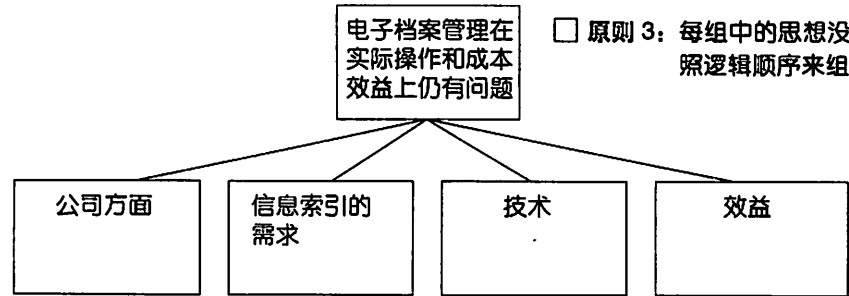 电子档案管理在
实际操作和成本
效益上仍有问题
□ 原则 3：每组中的思想没
照逻辑顺序来组
公司方面
信息索引的
需求
技术
效益